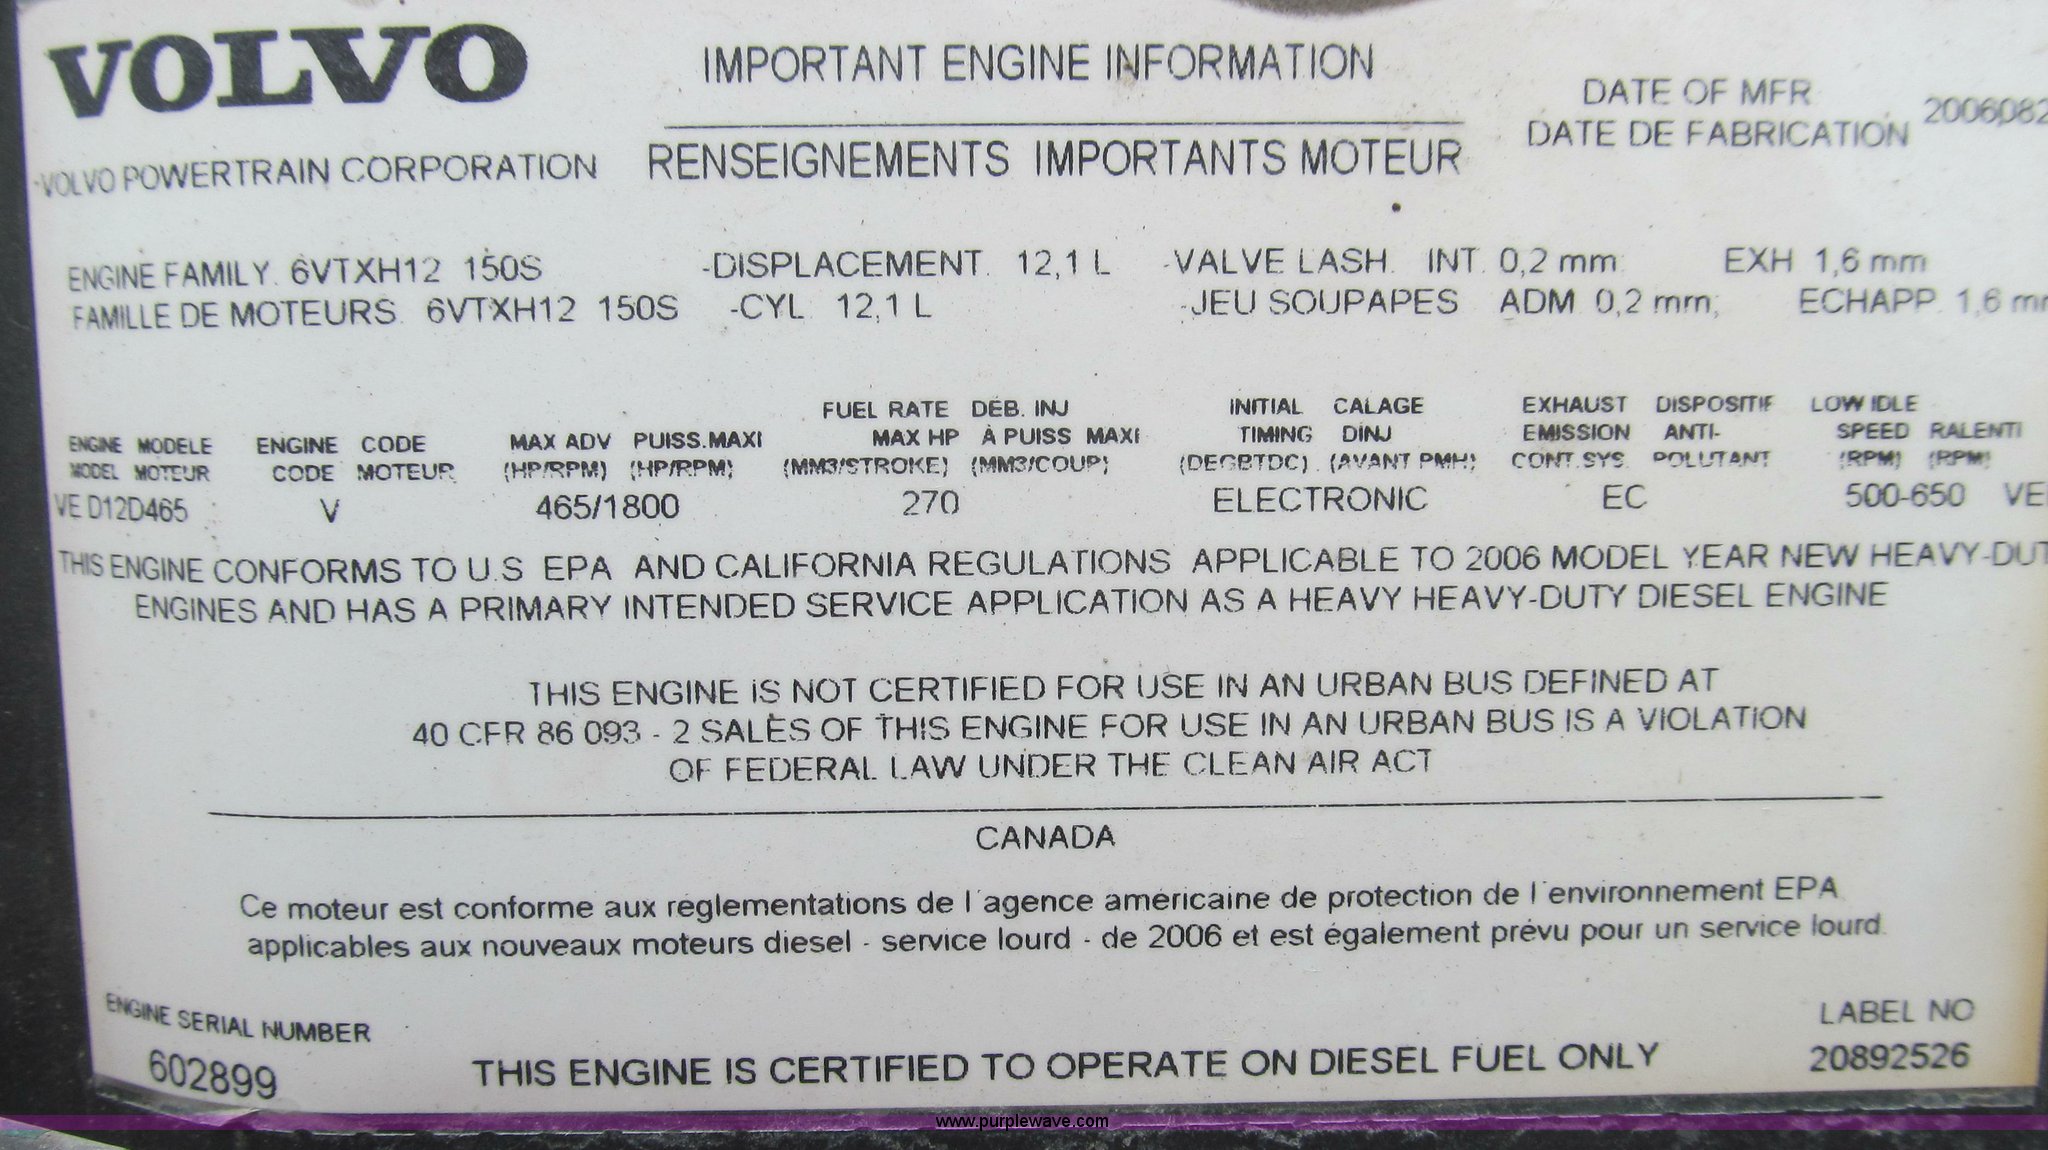 VOLVO
IMPORTANT ENGINE INFORMATION
DATE OF MFR
2006082
DATE DE FABRICATION
VOLVO POWERTRAIN CORPORATION
RENSEIGNEMENTS IMPORTANTS MOTEUR
ENGINE FAMILY. 6VTXH12 150S -DISPLACEMENT. 12,1 L -VALVE LASH. INT. 0,2 mm EXH 1,6 mm
FAMILLE DE MOTEURS. 6VTXH12 150S -CYL 12,1 L -JEU SOUPAPES ADM 0,2 mm; ECHAPP. 1,6 mm
FUEL RATE DÉB. INJ INITIAL CALAGE EXHAUST DISPOSITIF LOW IDLE
ENGINE MODELE ENGINE CODE MAX ADV PUISS.MAXI MAX HP À PUISS MAXI TIMING DINJ EMISSION ANTI- SPEED RALENTI
MODEL MOTEUR CODE MOTEUR (HP/RPM) (HP/RPM) (MM3/STROKE) (MM3/COUP) (DEGBTDC) (AVANT PMH) CONT.SYS. POLUTANT (RPM) (RPM)
VE D12D465 V 465/1800 270 ELECTRONIC EC 500-650 VE
THIS ENGINE CONFORMS TO U.S EPA AND CALIFORNIA REGULATIONS APPLICABLE TO 2006 MODEL YEAR NEW HEAVY-DUT
ENGINES AND HAS A PRIMARY INTENDED SERVICE APPLICATION AS A HEAVY HEAVY-DUTY DIESEL ENGINE
THIS ENGINE IS NOT CERTIFIED FOR USE IN AN URBAN BUS DEFINED AT
40 CFR 86 093 - 2 SALES OF THIS ENGINE FOR USE IN AN URBAN BUS IS A VIOLATION
OF FEDERAL LAW UNDER THE CLEAN AIR ACT
CANADA
Ce moteur est conforme aux réglementations de l'agence américaine de protection de l'environnement EPA
applicables aux nouveaux moteurs diesel - service lourd - de 2006 et est également prévu pour un service lourd.
ENGINE SERIAL NUMBER
602899
THIS ENGINE IS CERTIFIED TO OPERATE ON DIESEL FUEL ONLY
LABEL NO
20892526
www.purplewave.com